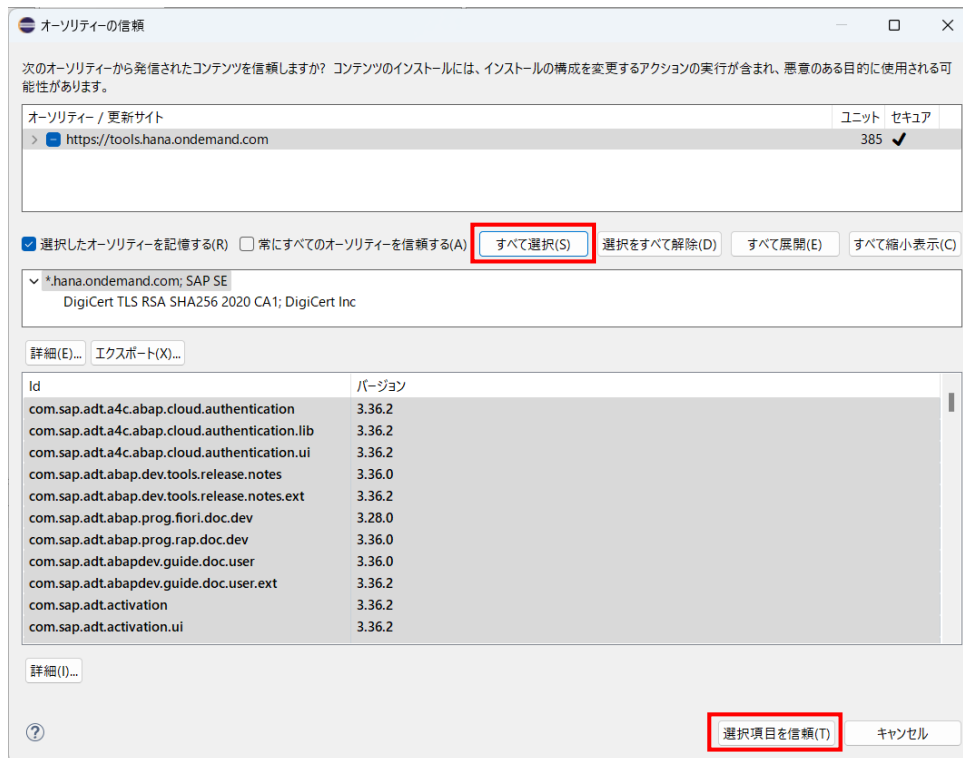 オーソリティーの信頼
次のオーソリティーから発信されたコンテンツを信頼しますか? コンテンツのインストールには、インストールの構成を変更するアクションの実行が含まれ、悪意のある目的に使用される可
能性があります。
オーソリティー / 更新サイト ユニット セキュア
https://tools.hana.ondemand.com 385
選択したオーソリティーを記憶する(R) 常にすべてのオーソリティーを信頼する(A) すべて選択(S) 選択をすべて解除(D) すべて展開(E) すべて縮小表示(C)
*.hana.ondemand.com; SAP SE
DigiCert TLS RSA SHA256 2020 CA1; DigiCert Inc
詳細(E)... エクスポート(X)...
Id バージョン
com.sap.adt.a4c.abap.cloud.authentication 3.36.2
com.sap.adt.a4c.abap.cloud.authentication.lib 3.36.2
com.sap.adt.a4c.abap.cloud.authentication.ui 3.36.2
com.sap.adt.abap.dev.tools.release.notes 3.36.0
com.sap.adt.abap.dev.tools.release.notes.ext 3.36.2
com.sap.adt.abap.prog.fiori.doc.dev 3.28.0
com.sap.adt.abap.prog.rap.doc.dev 3.36.0
com.sap.adt.abapdev.guide.doc.user 3.36.0
com.sap.adt.abapdev.guide.doc.user.ext 3.36.2
com.sap.adt.activation 3.36.2
com.sap.adt.activation.ui 3.36.2
詳細(I)...
選択項目を信頼(T) キャンセル